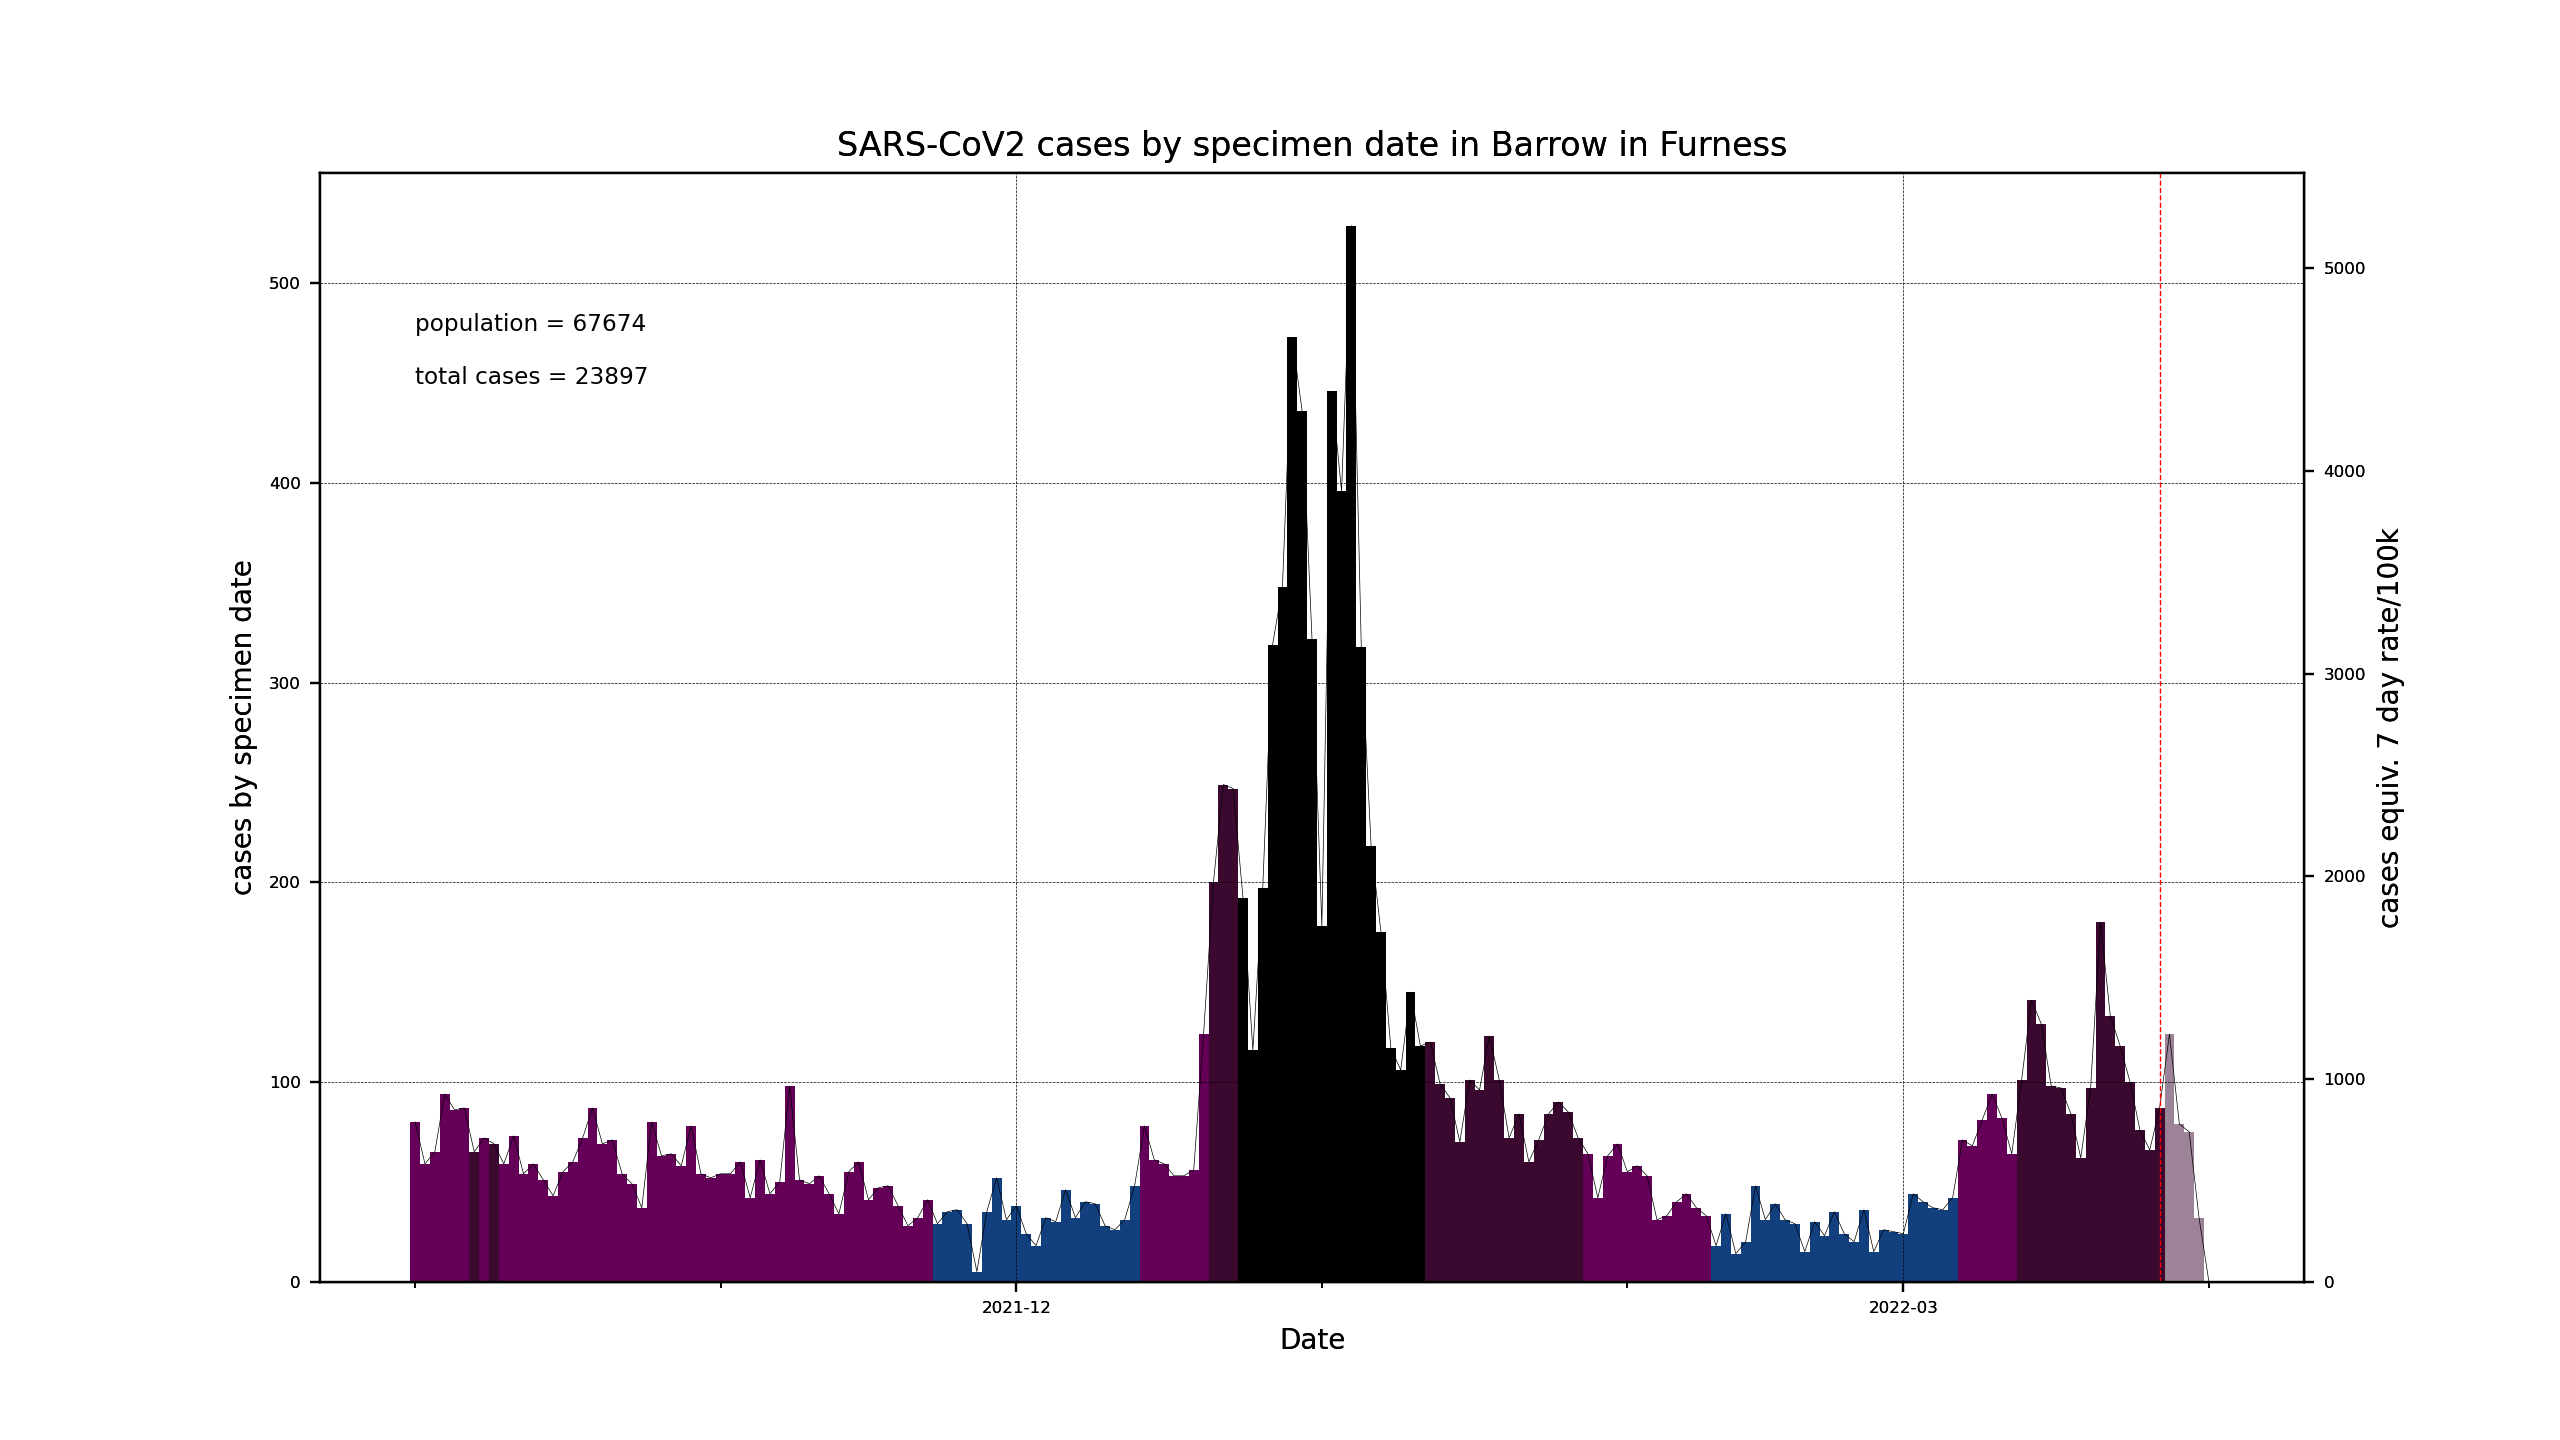 SARS-CoV2 cases by specimen date in Barrow in Furness
population = 67674
total cases = 23897
cases by specimen date
500
400
300
200
100
0
5000
4000
3000
2000
1000
0
cases equiv. 7 day rate/100k
2021-12
2022-03
Date